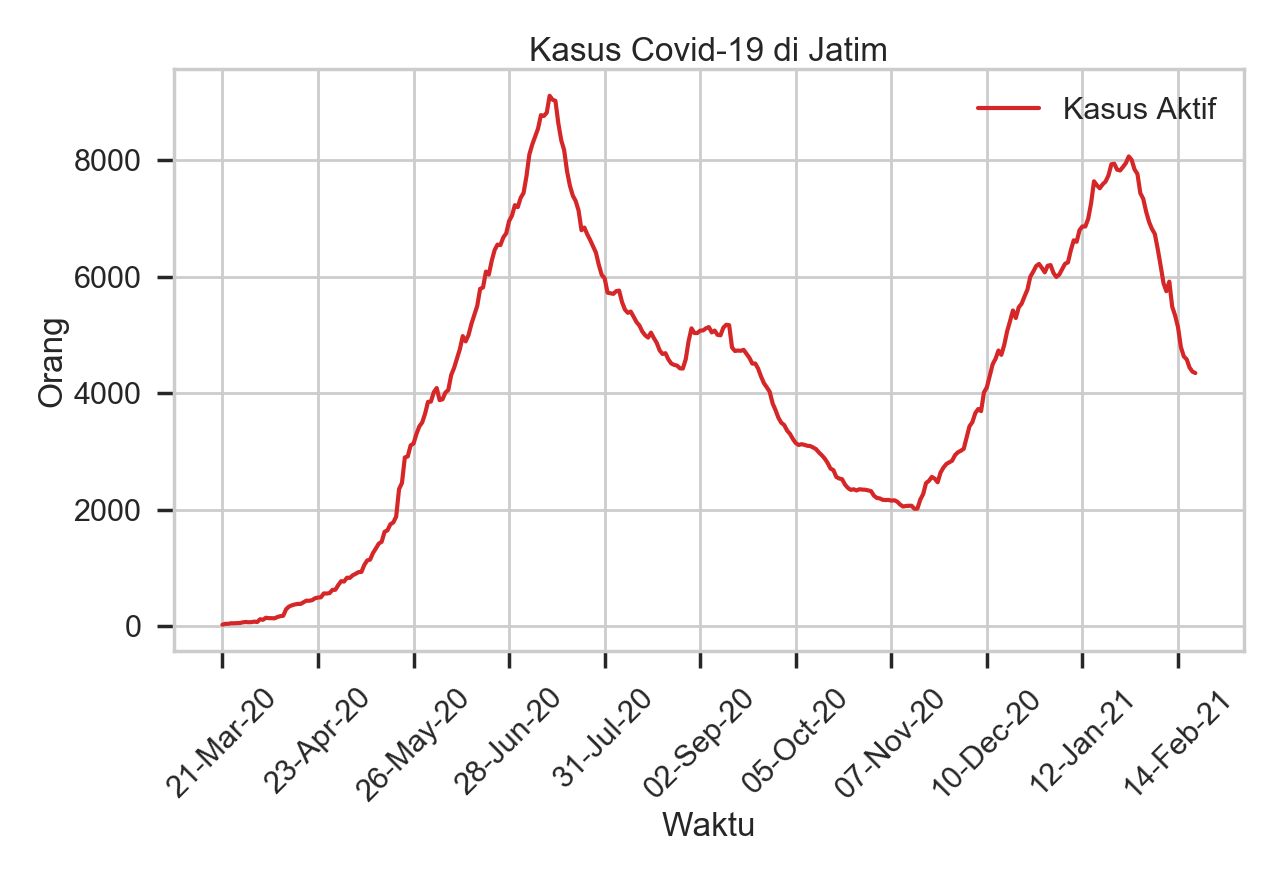 Kasus Covid-19 di Jatim
Kasus Aktif
Orang
8000
6000
4000
2000
0
21-Mar-20
23-Apr-20
26-May-20
28-Jun-20
31-Jul-20
02-Sep-20
05-Oct-20
07-Nov-20
10-Dec-20
12-Jan-21
14-Feb-21
Waktu